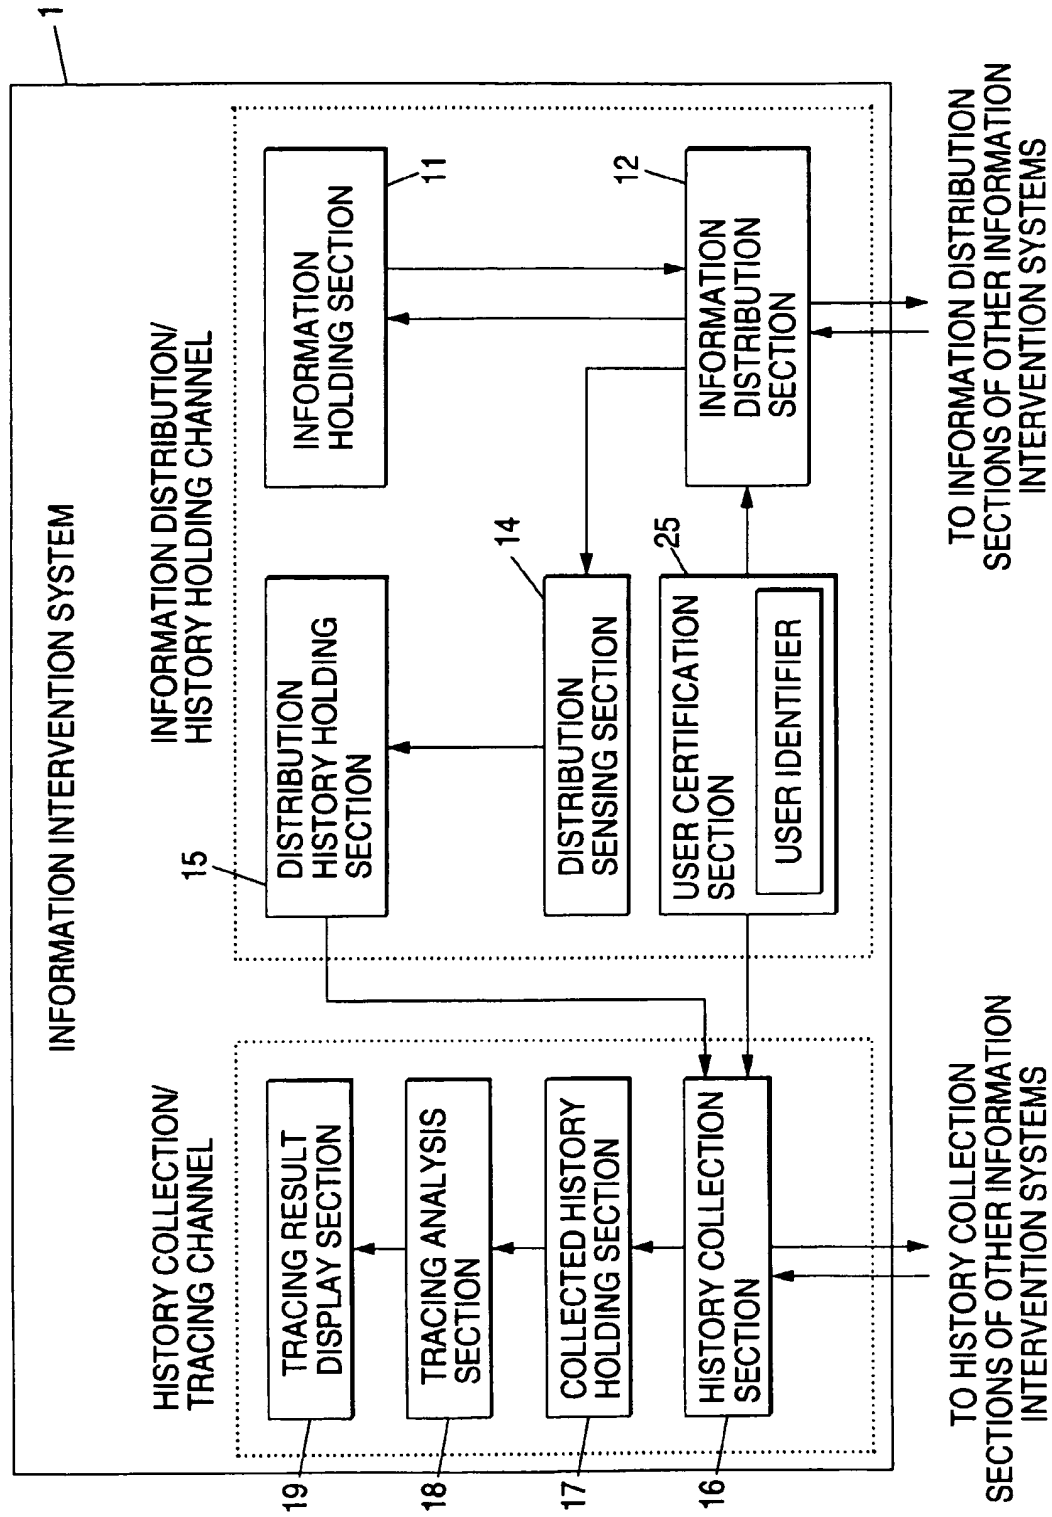 1
INFORMATION INTERVENTION SYSTEM
HISTORY COLLECTION/
TRACING CHANNEL
INFORMATION DISTRIBUTION/
HISTORY HOLDING CHANNEL
19
TRACING RESULT
DISPLAY SECTION
18
TRACING ANALYSIS
SECTION
17
COLLECTED HISTORY
HOLDING SECTION
16
HISTORY COLLECTION
SECTION
15
DISTRIBUTION
HISTORY HOLDING
SECTION
14
DISTRIBUTION
SENSING SECTION
25
USER CERTIFICATION
SECTION
USER IDENTIFIER
INFORMATION
HOLDING SECTION
11
12
INFORMATION
DISTRIBUTION
SECTION
TO HISTORY COLLECTION
SECTIONS OF OTHER INFORMATION
INTERVENTION SYSTEMS
TO INFORMATION DISTRIBUTION
SECTIONS OF OTHER INFORMATION
INTERVENTION SYSTEMS